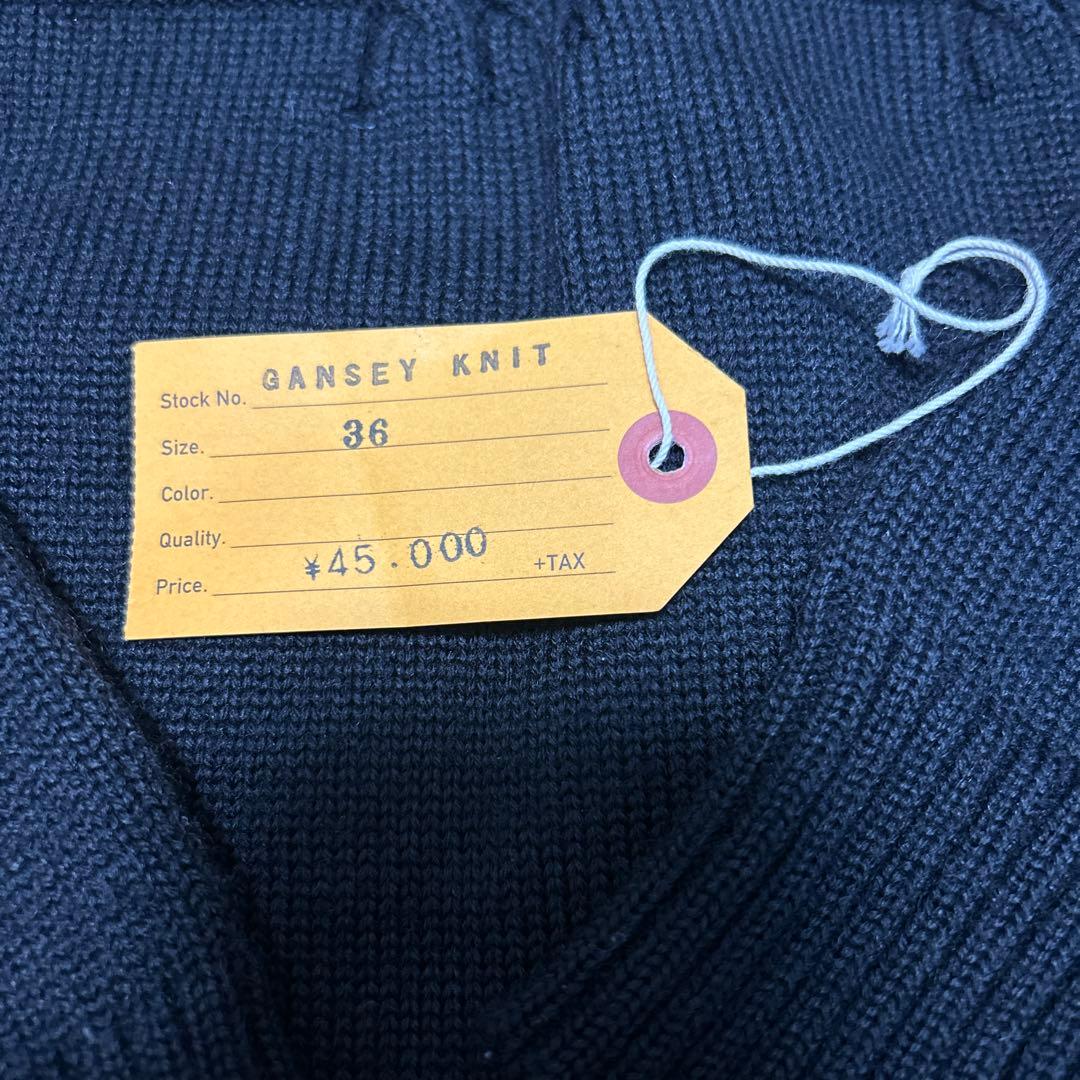 Stock No. GANSEY KNIT
Size. 36
Color.
Quality.
Price. ¥45.000 +TAX